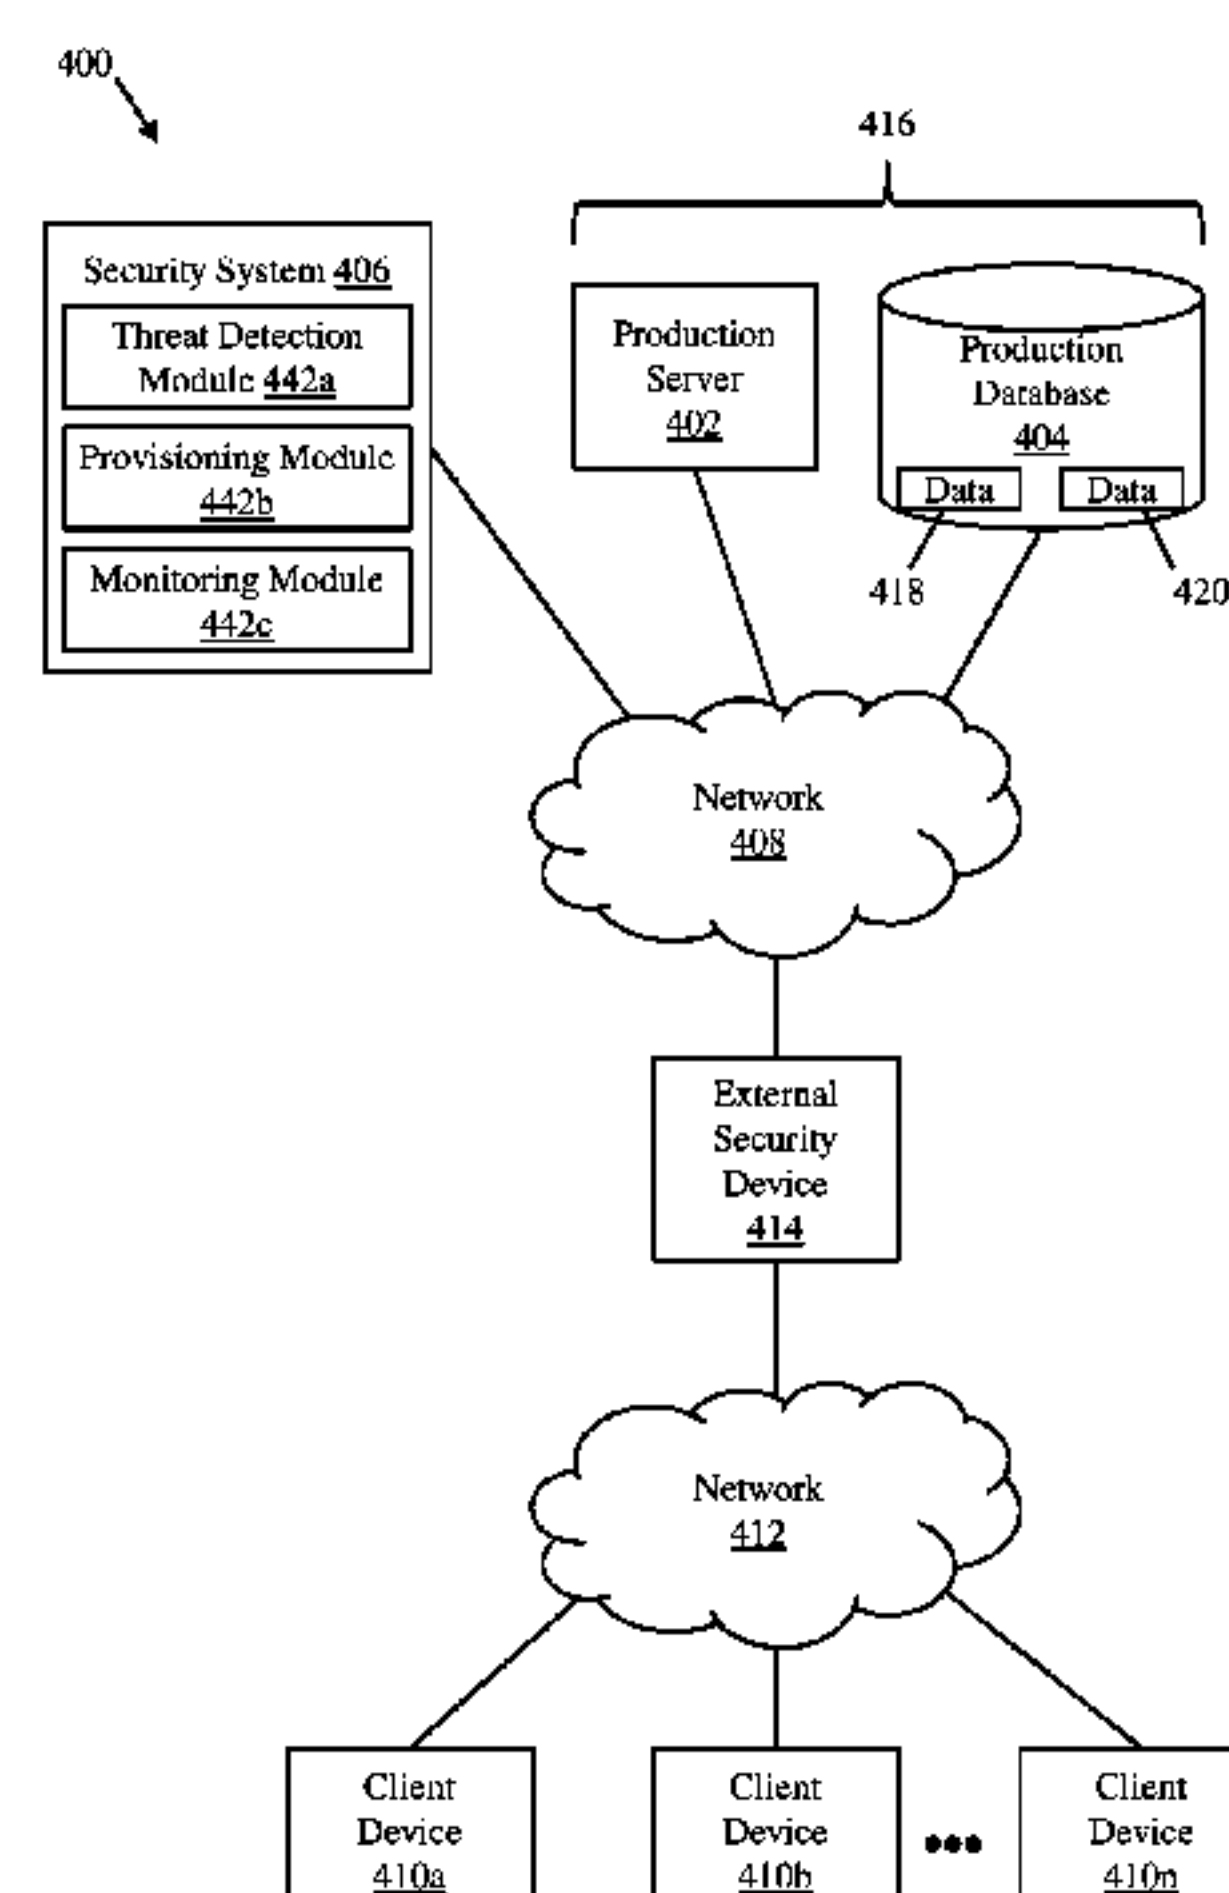 400
416
Security System 406
Threat Detection
Module 442a
Provisioning Module
442b
Monitoring Module
442c
Production
Server
402
Production
Database
404
Data
Data
418
420
Network
408
External
Security
Device
414
Network
412
Client
Device
410a
Client
Device
410b
Client
Device
410n